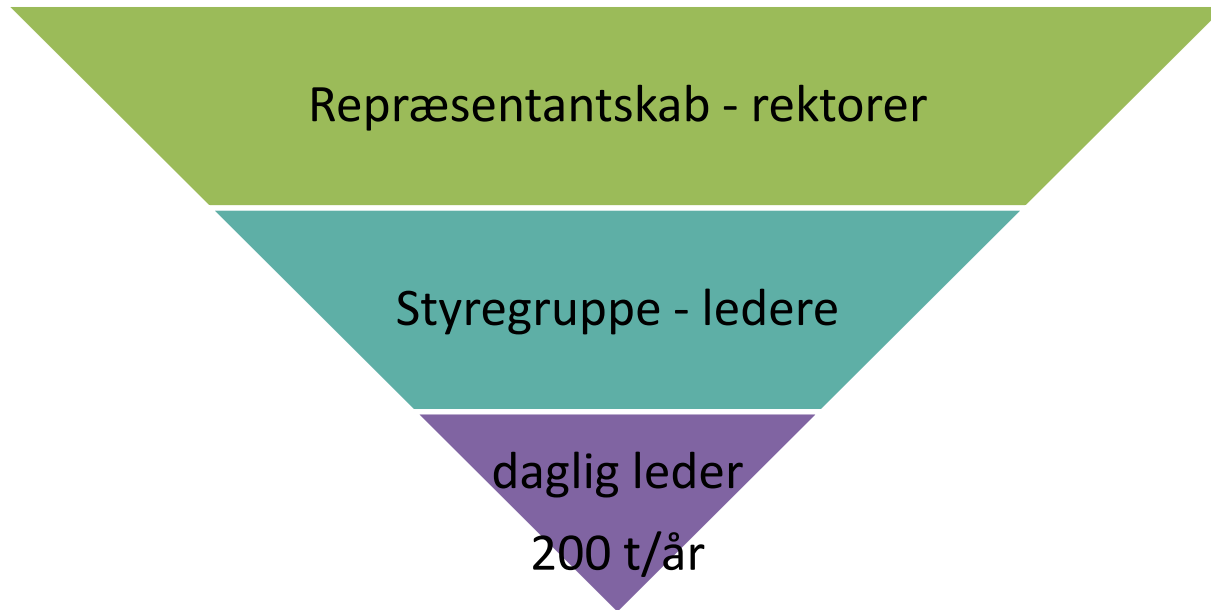 Repræsentantskab - rektorer
Styregruppe - ledere
daglig leder
200 t/år